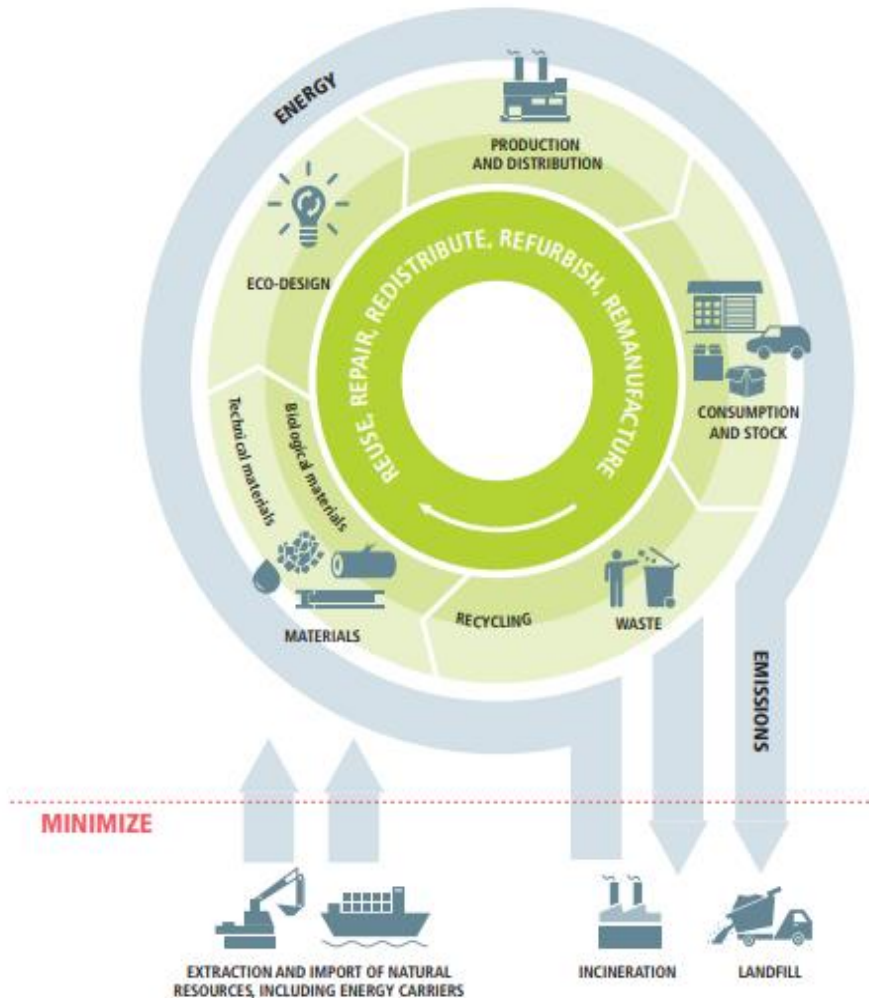 ENERGY
PRODUCTION
AND DISTRIBUTION
ECO-DESIGN
REUSE, REPAIR, REDISTRIBUTE, REFURBISH, REMANUFACTURE
CONSUMPTION
AND STOCK
Technical materials
Biological materials
MATERIALS
RECYCLING
WASTE
EMISSIONS
MINIMIZE
EXTRACTION AND IMPORT OF NATURAL
RESOURCES, INCLUDING ENERGY CARRIERS
INCINERATION
LANDFILL